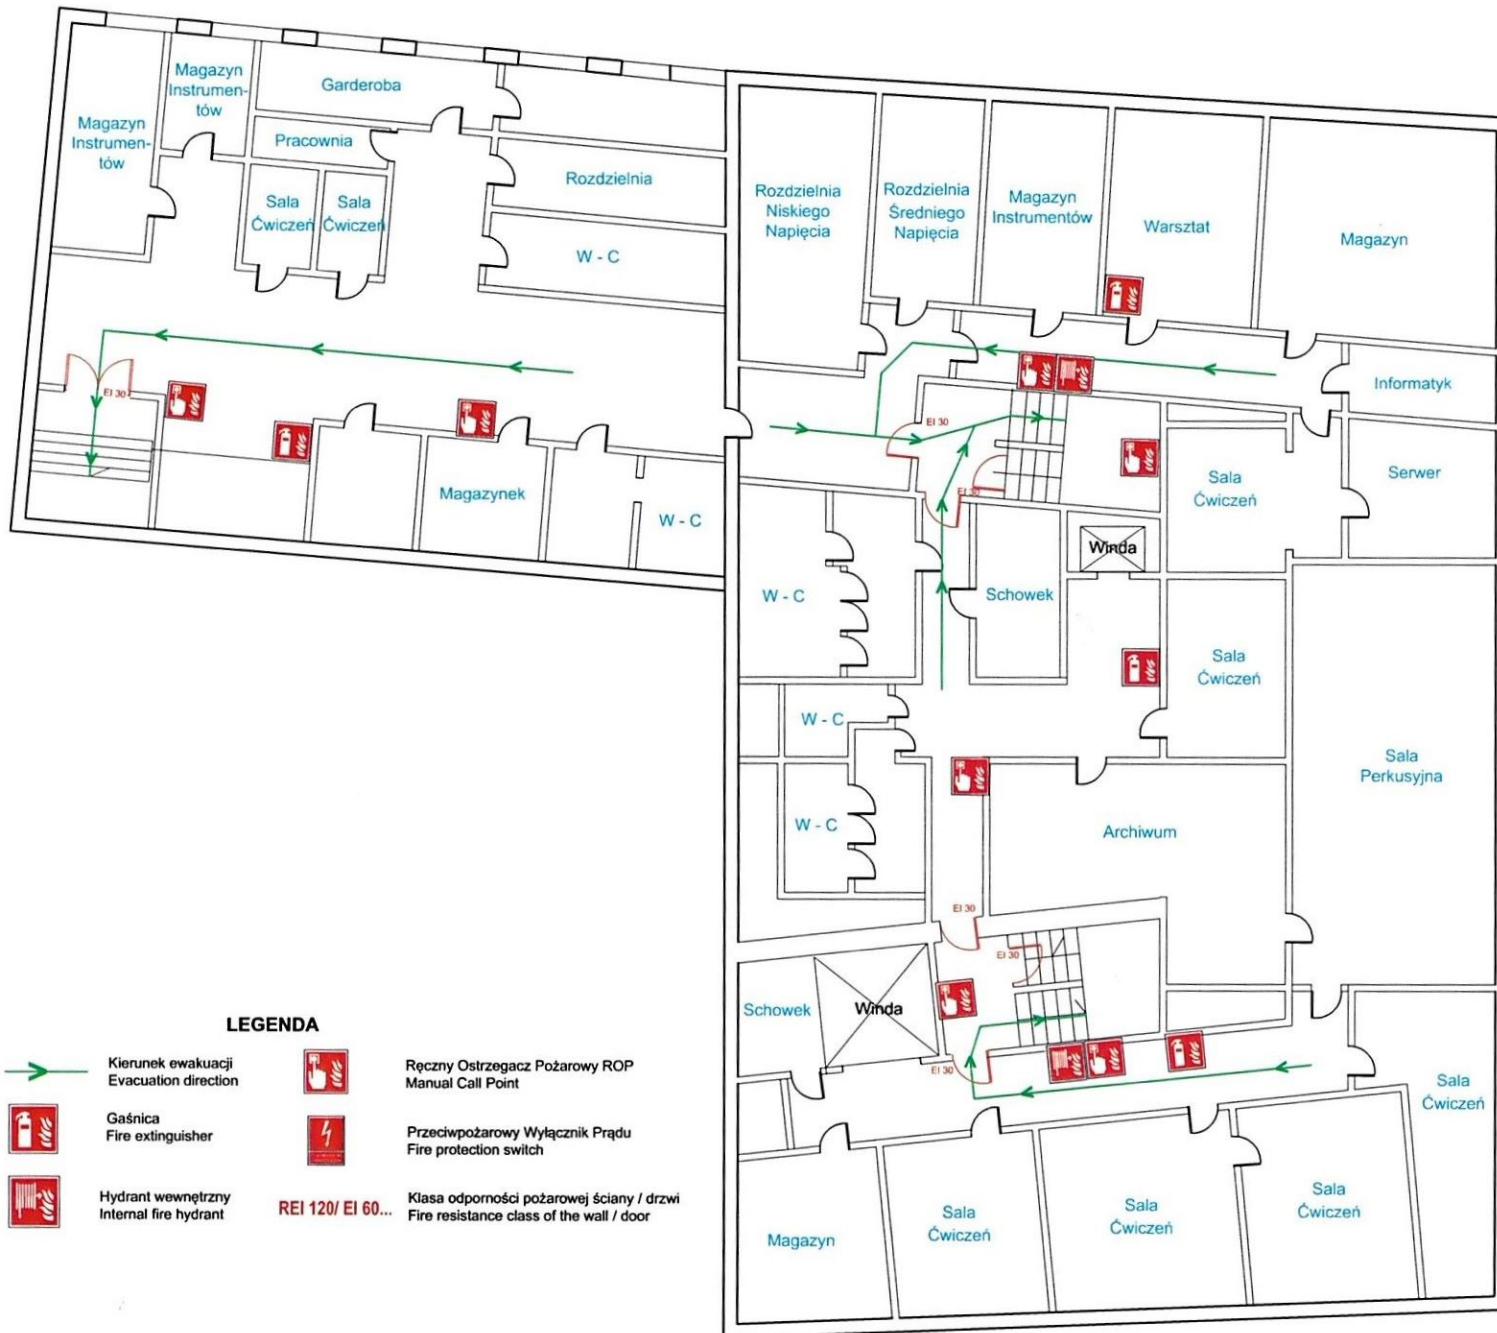 Magazyn
Instrumen-
tów
Magazyn
Instrumen-
tów
Garderoba
Pracownia
Sala
Ćwiczeń
Sala
Ćwiczeń
Rozdzielnia
W - C
EI 30
Magazynek
W - C
Rozdzielnia
Niskiego
Napięcia
Rozdzielnia
Średniego
Napięcia
Magazyn
Instrumentów
Warsztat
Magazyn
Informatyk
EI 30
EI 30
Sala
Ćwiczeń
Serwer
Winda
W - C
Schowek
Sala
Ćwiczeń
W - C
Sala
Perkusyjna
W - C
Archiwum
EI 30
EI 30
Schowek
Winda
EI 30
Sala
Ćwiczeń
Magazyn
Sala
Ćwiczeń
Sala
Ćwiczeń
Sala
Ćwiczeń
LEGENDA
Kierunek ewakuacji
Evacuation direction
Gaśnica
Fire extinguisher
Hydrant wewnętrzny
Internal fire hydrant
Ręczny Ostrzegacz Pożarowy ROP
Manual Call Point
Przeciwpożarowy Wyłącznik Prądu
Fire protection switch
REI 120/ EI 60...
Klasa odporności pożarowej ściany / drzwi
Fire resistance class of the wall / door